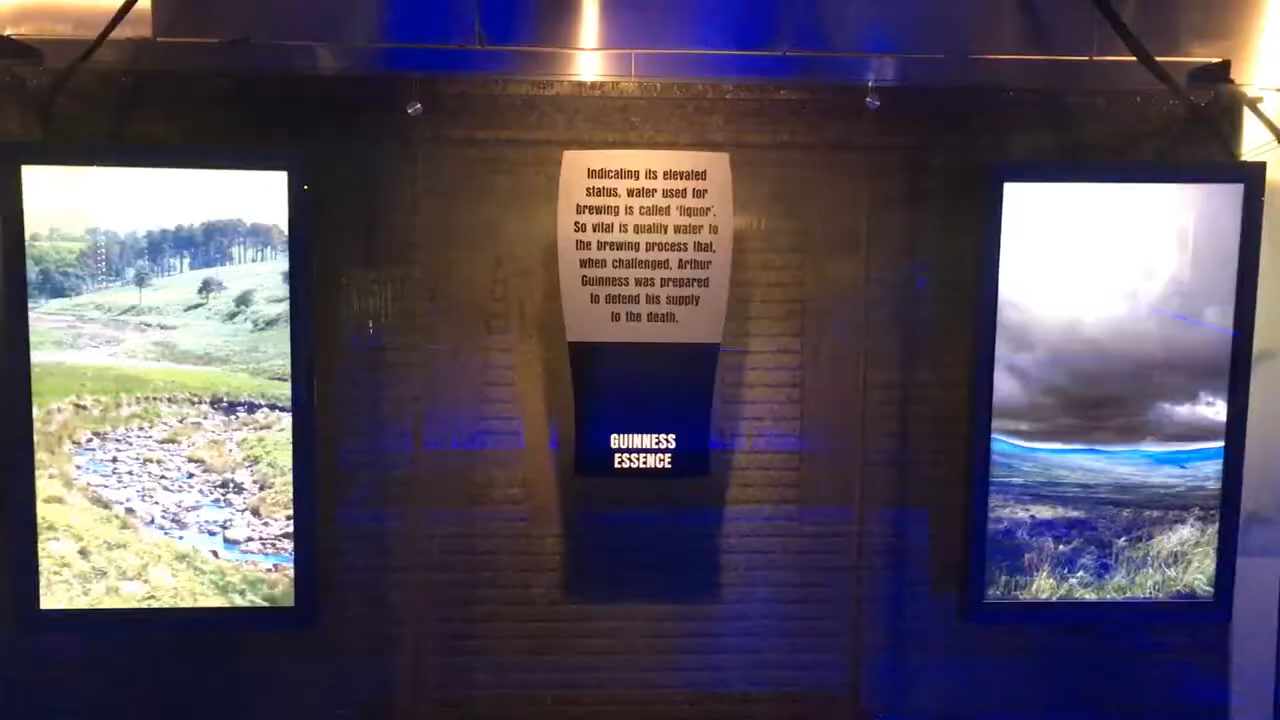 Indicating its elevated
status, water used for
brewing is called 'liquor'.
So vital is quality water to
the brewing process that,
when challenged, Arthur
Guinness was prepared
to defend his supply
to the death.
GUINNESS
ESSENCE